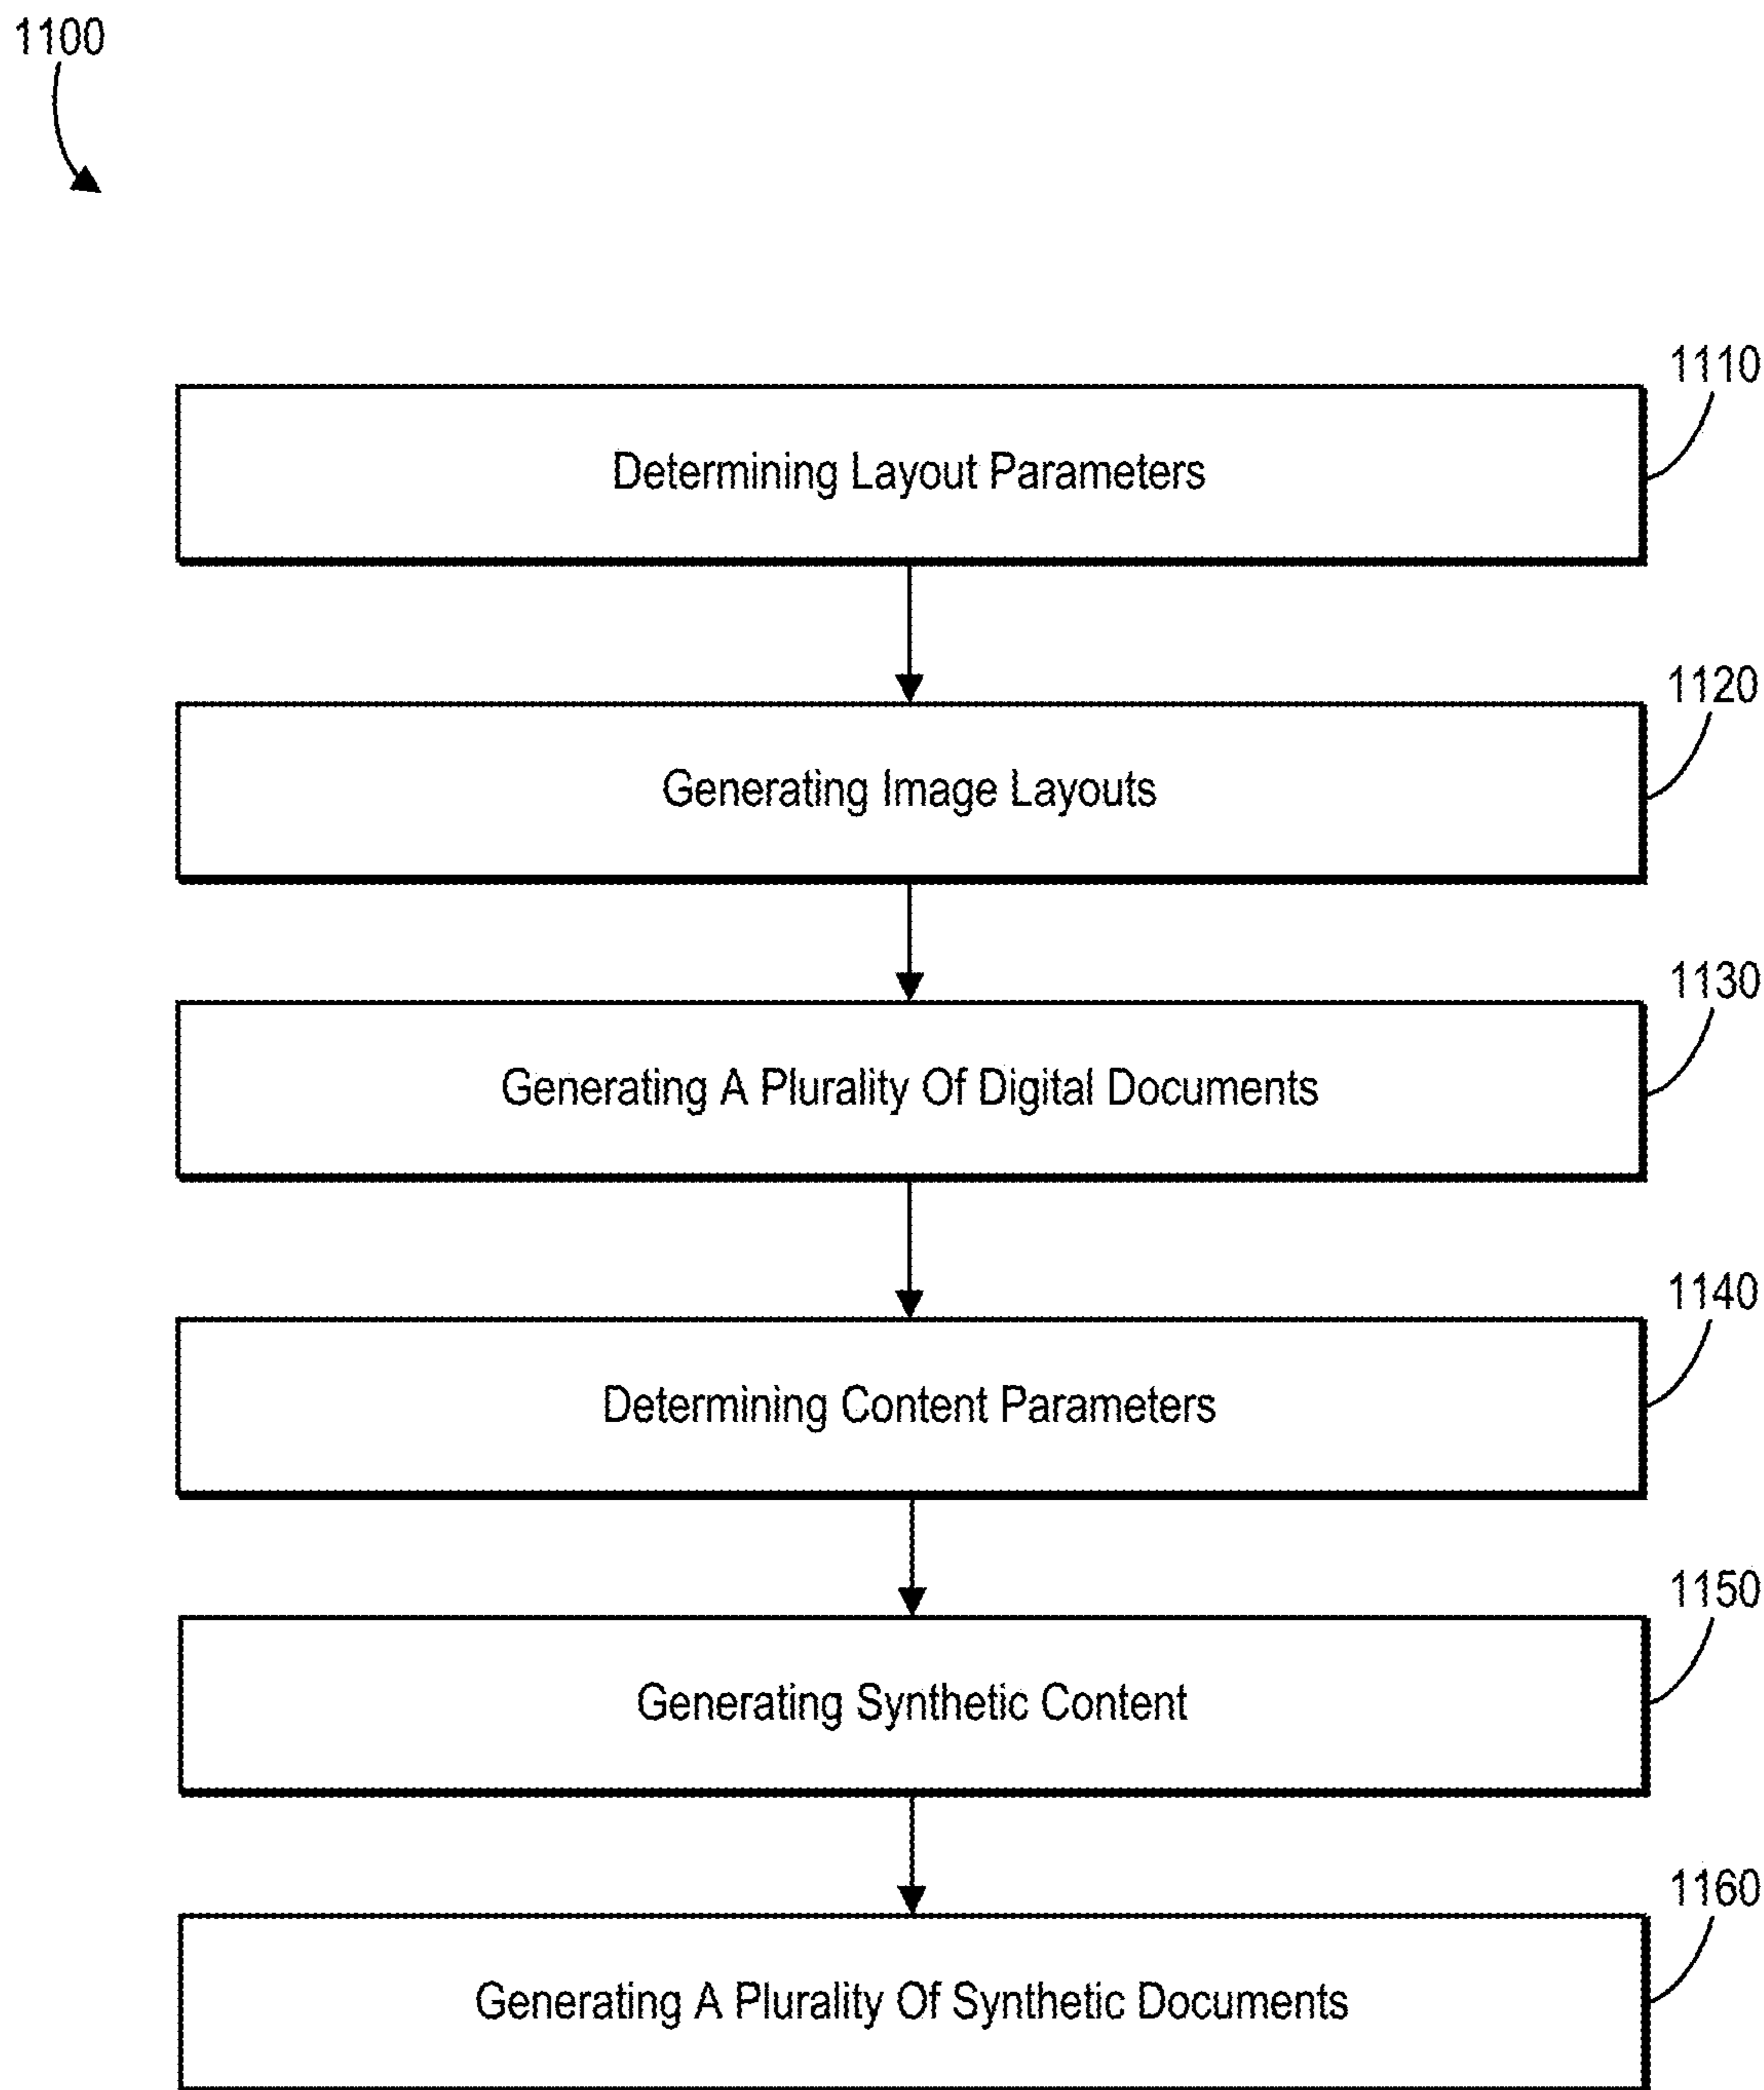 1100
1110
Determining Layout Parameters
1120
Generating Image Layouts
1130
Generating A Plurality Of Digital Documents
1140
Determining Content Parameters
1150
Generating Synthetic Content
1160
Generating A Plurality Of Synthetic Documents